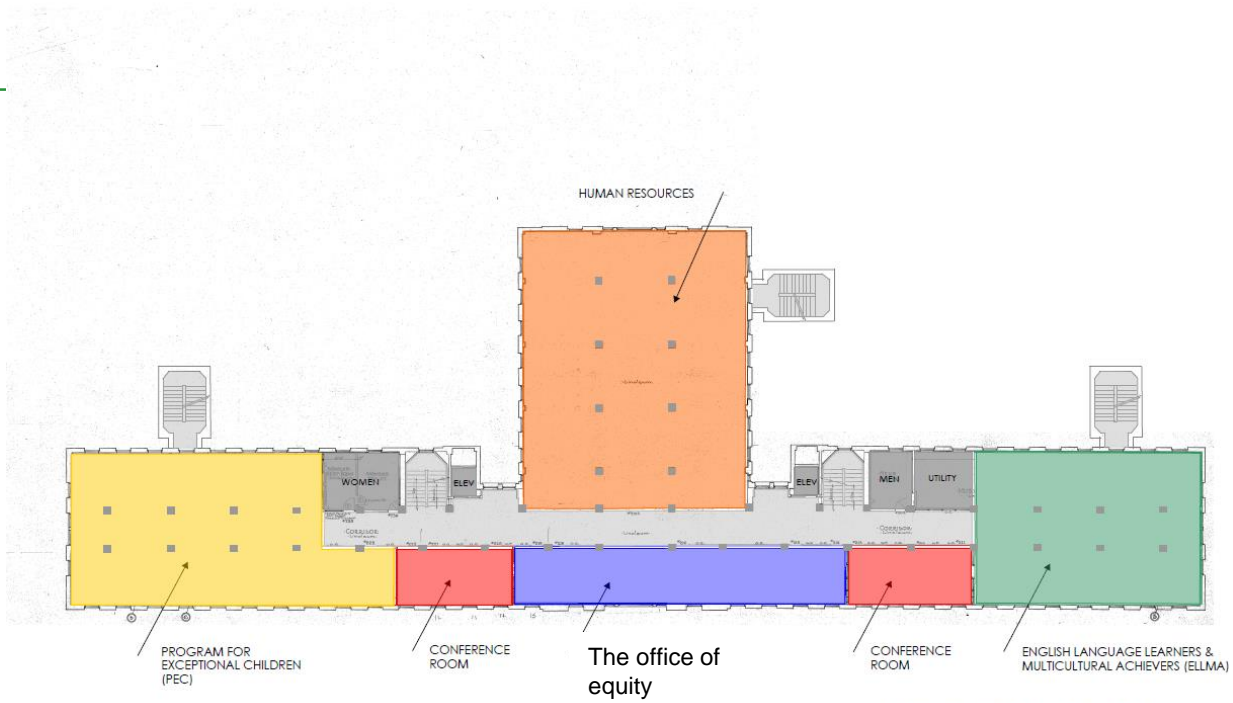 HUMAN RESOURCES
WOMEN
ELEV
ELEV
MEN
UTILITY
CORRIDOR
CORRIDOR
PROGRAM FOR
EXCEPTIONAL CHILDREN
(PEC)
CONFERENCE
ROOM
The office of
equity
CONFERENCE
ROOM
ENGLISH LANGUAGE LEARNERS &
MULTICULTURAL ACHIEVERS (ELLMA)